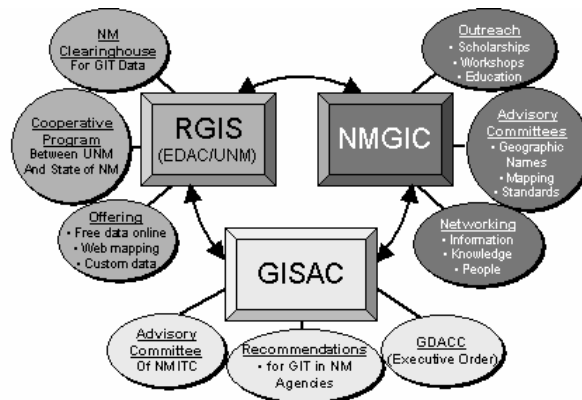 NM
Clearinghouse
For GIT Data
Cooperative
Program
Between UNM
And State of NM
Offering
• Free data online
• Web mapping
• Custom data
RGIS
(EDAC/UNM)
NMGIC
Outreach
• Scholarships
• Workshops
• Education
Advisory
Committees
• Geographic
Names
• Mapping
• Standards
Networking
• Information
• Knowledge
• People
GISAC
Advisory
Committee
Of NMITC
Recommendations
• for GIT in NM
Agencies
GDACC
(Executive Order)